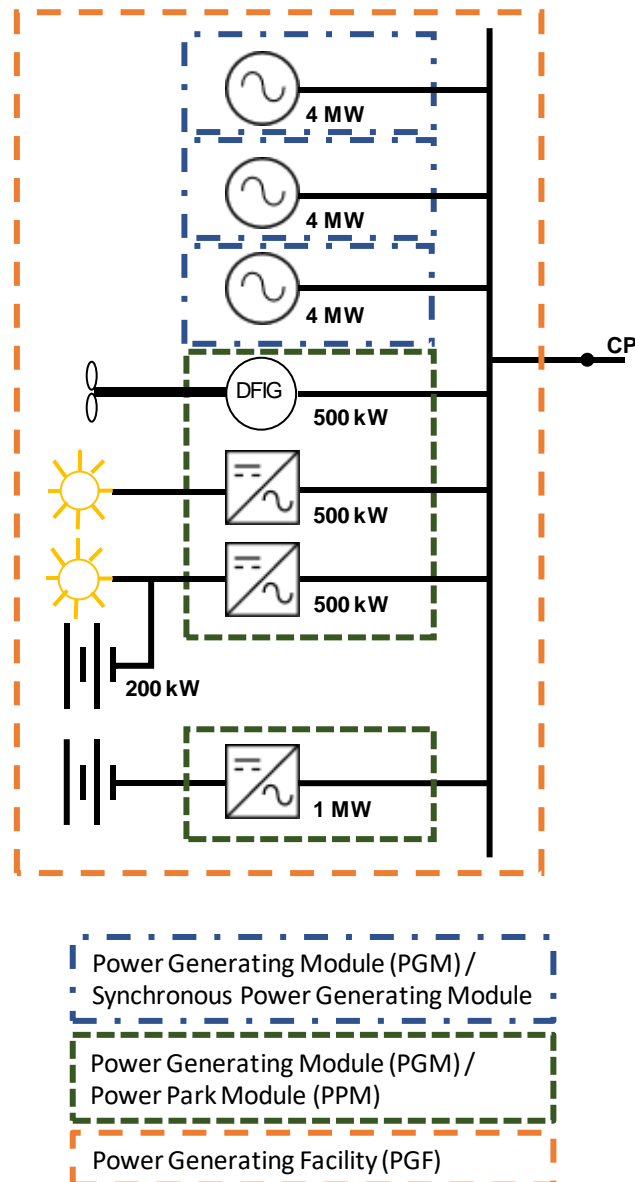 4 MW
4 MW
4 MW
CP
DFIG
500 kW
500 kW
500 kW
200 kW
1 MW
Power Generating Module (PGM) /
Synchronous Power Generating Module
Power Generating Module (PGM) /
Power Park Module (PPM)
Power Generating Facility (PGF)